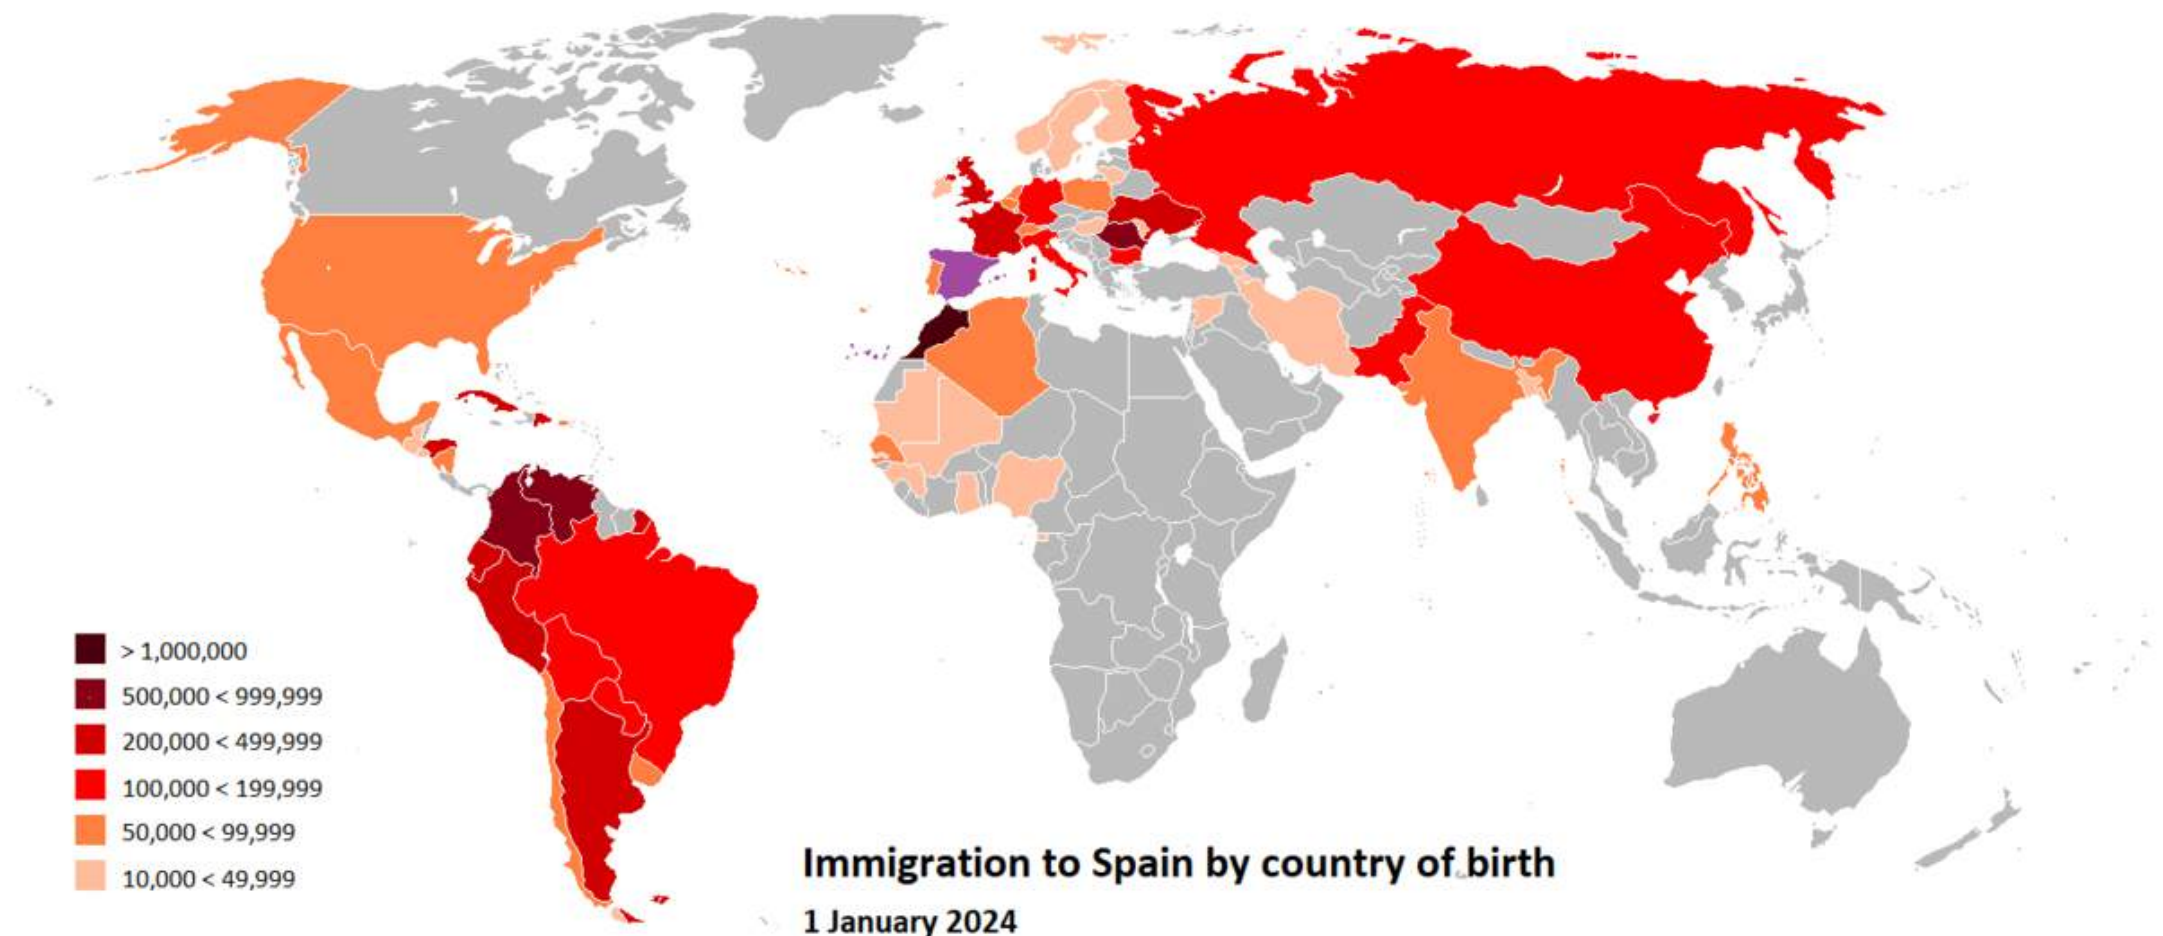 > 1,000,000
500,000 < 999,999
200,000 < 499,999
100,000 < 199,999
50,000 < 99,999
10,000 < 49,999
Immigration to Spain by country of birth
1 January 2024